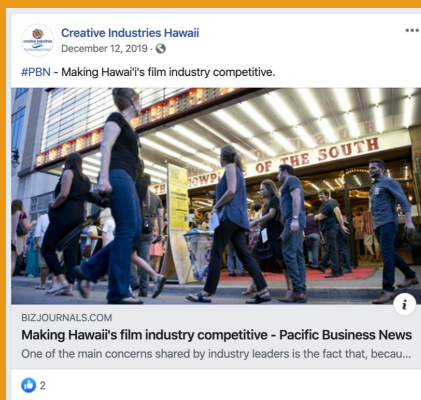 Creative Industries Hawaii
December 12, 2019 ·
#PBN - Making Hawai'i's film industry competitive.
SHOWPLACE OF THE SOUTH
i
BIZJOURNALS.COM
Making Hawaii's film industry competitive - Pacific Business News
One of the main concerns shared by industry leaders is the fact that, becau...
2